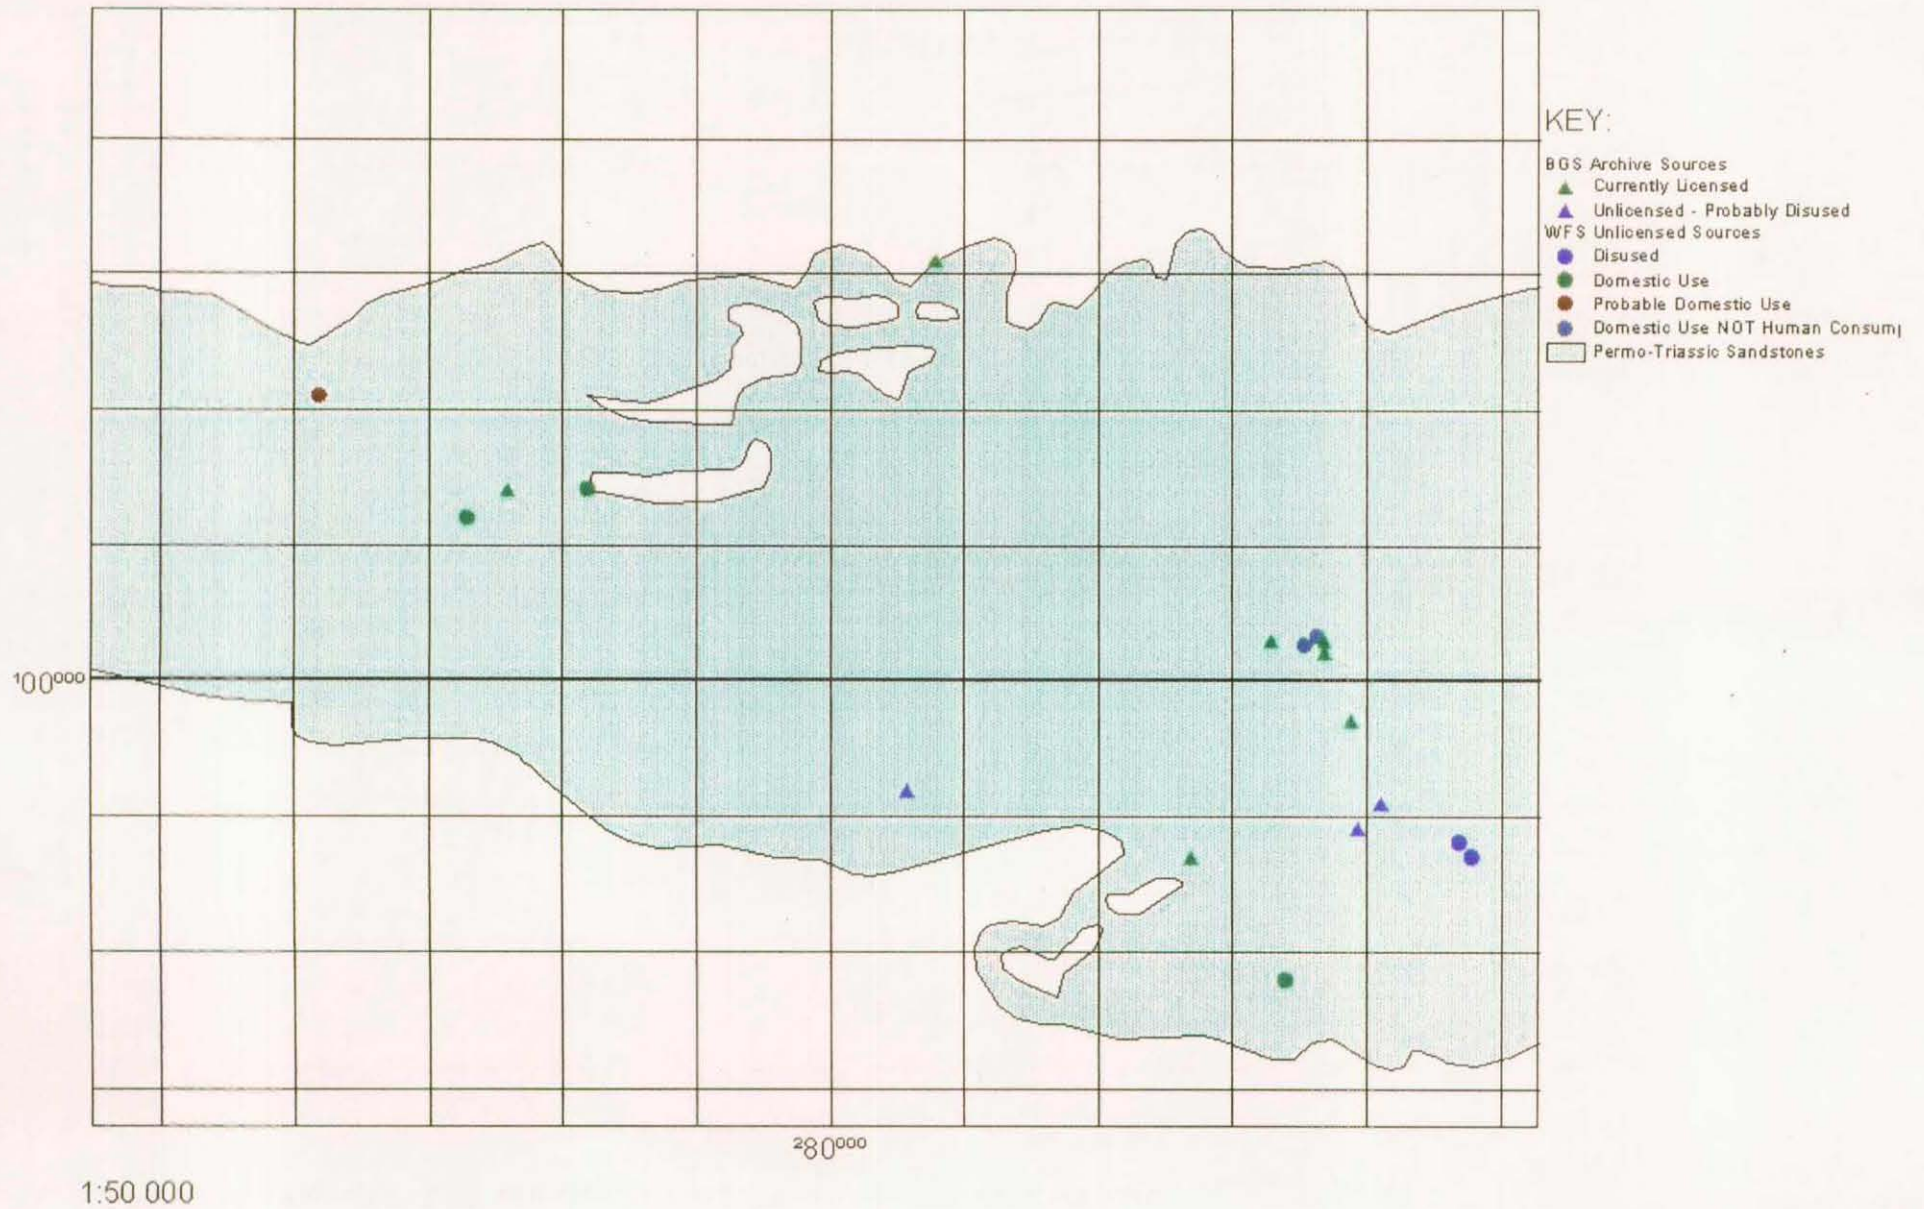 KEY:
BGS Archive Sources
Currently Licensed
Unlicensed - Probably Disused
WFS Unlicensed Sources
Disused
Domestic Use
Probable Domestic Use
Domestic Use NOT Human Consum
Permo-Triassic Sandstones
¹00⁰⁰⁰
²80⁰⁰⁰
1:50 000